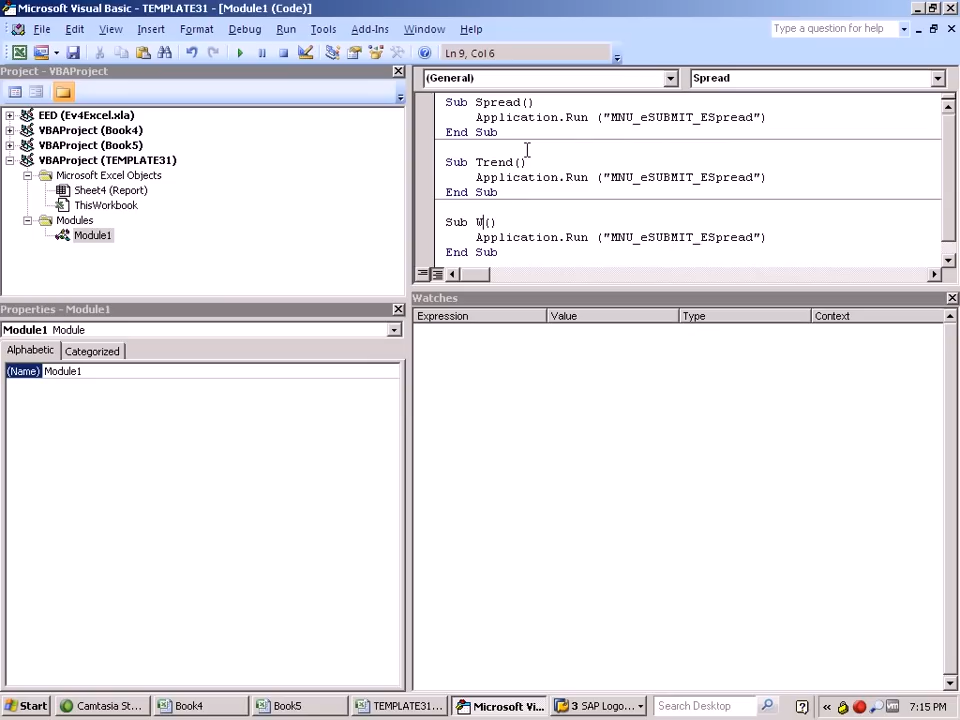 Microsoft Visual Basic - TEMPLATE31 - [Module1 (Code)]
File Edit View Insert Format Debug Run Tools Add-Ins Window Help
Type a question for help
Ln 9, Col 6
Project - VBAProject
EED (Ev4Excel.xla)
VBAProject (Book4)
VBAProject (Book5)
VBAProject (TEMPLATE31)
Microsoft Excel Objects
Sheet4 (Report)
ThisWorkbook
Modules
Module1
(General)
Spread
Sub Spread()
Application.Run ("MNU_eSUBMIT_ESpread")
End Sub
Sub Trend()
Application.Run ("MNU_eSUBMIT_ESpread")
End Sub
Sub W()
Application.Run ("MNU_eSUBMIT_ESpread")
End Sub
Properties - Module1
Module1 Module
Alphabetic Categorized
(Name) Module1
Watches
Expression Value Type Context
Start Camtasia St... Book4 Book5 TEMPLATE31... Microsoft Vi... 3 SAP Logo... Search Desktop ? « 7:15 PM